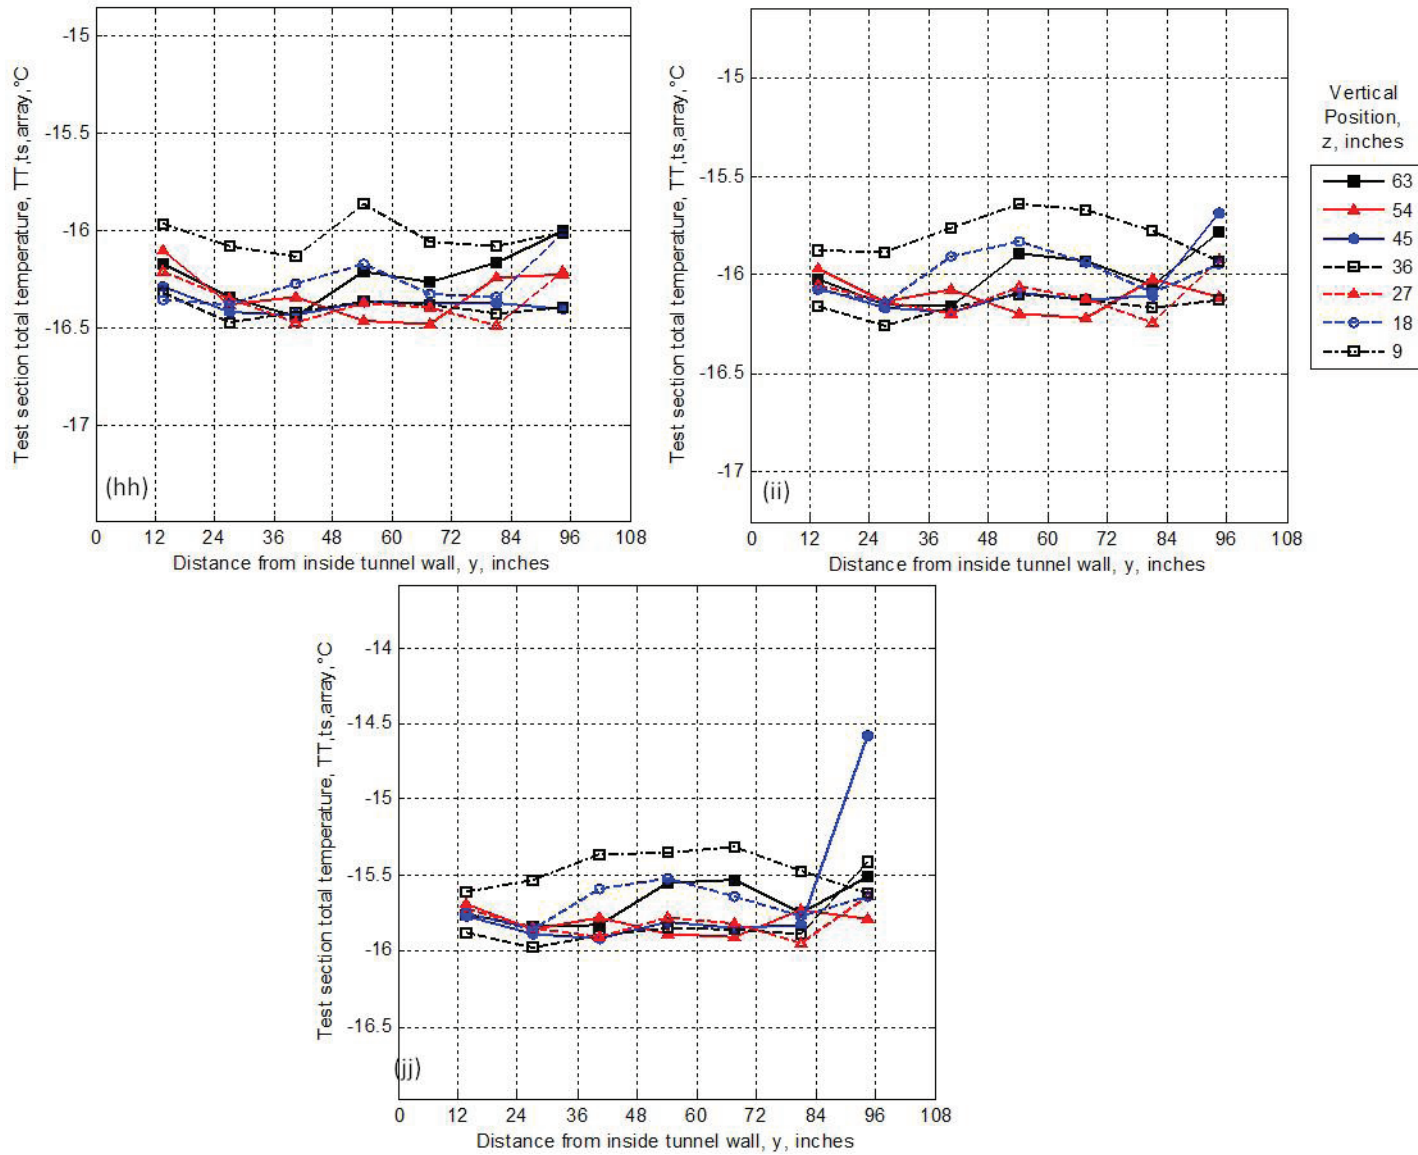 Test section total temperature, TT,ts,array,°C
-15
-15.5
-16
-16.5
-17
(hh)
0 12 24 36 48 60 72 84 96 108
Distance from inside tunnel wall, y, inches
Test section total temperature, TT,ts,array,°C
-15
-15.5
-16
-16.5
-17
(ii)
0 12 24 36 48 60 72 84 96 108
Distance from inside tunnel wall, y, inches
Vertical
Position,
z, inches
63
54
45
36
27
18
9
Test section total temperature, TT,ts,array,°C
-14
-14.5
-15
-15.5
-16
-16.5
(jj)
0 12 24 36 48 60 72 84 96 108
Distance from inside tunnel wall, y, inches